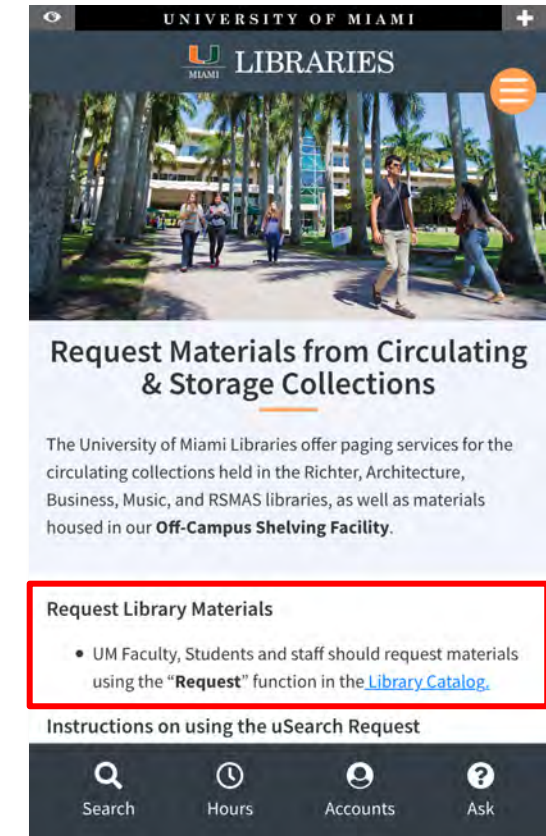 UNIVERSITY OF MIAMI
MIAMI
LIBRARIES
Request Materials from Circulating
& Storage Collections
The University of Miami Libraries offer paging services for the
circulating collections held in the Richter, Architecture,
Business, Music, and RSMAS libraries, as well as materials
housed in our Off-Campus Shelving Facility.
Request Library Materials
• UM Faculty, Students and staff should request materials
using the “Request” function in the Library Catalog.
Instructions on using the uSearch Request
Search
Hours
Accounts
Ask